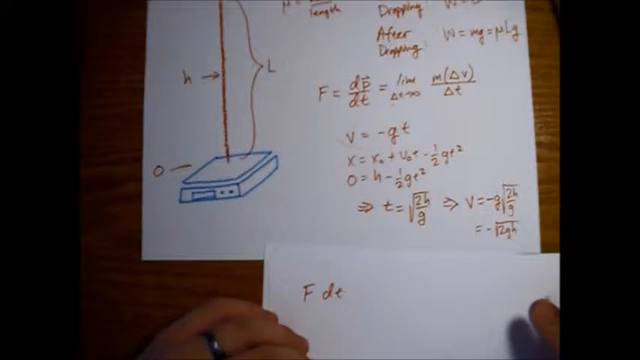 μ =
length
Dropping: W =
After
Dropping: W = mg = μLg
h →
L
F = dp⃗/dt = lim Δt→0 m(Δv)/Δt
v = -gt
0 —
x = x₀ + v₀t - ½gt²
0 = h - ½gt²
⇒ t = √(2h/g) ⇒ v = -g√(2h/g)
= -√(2gh)
F dt